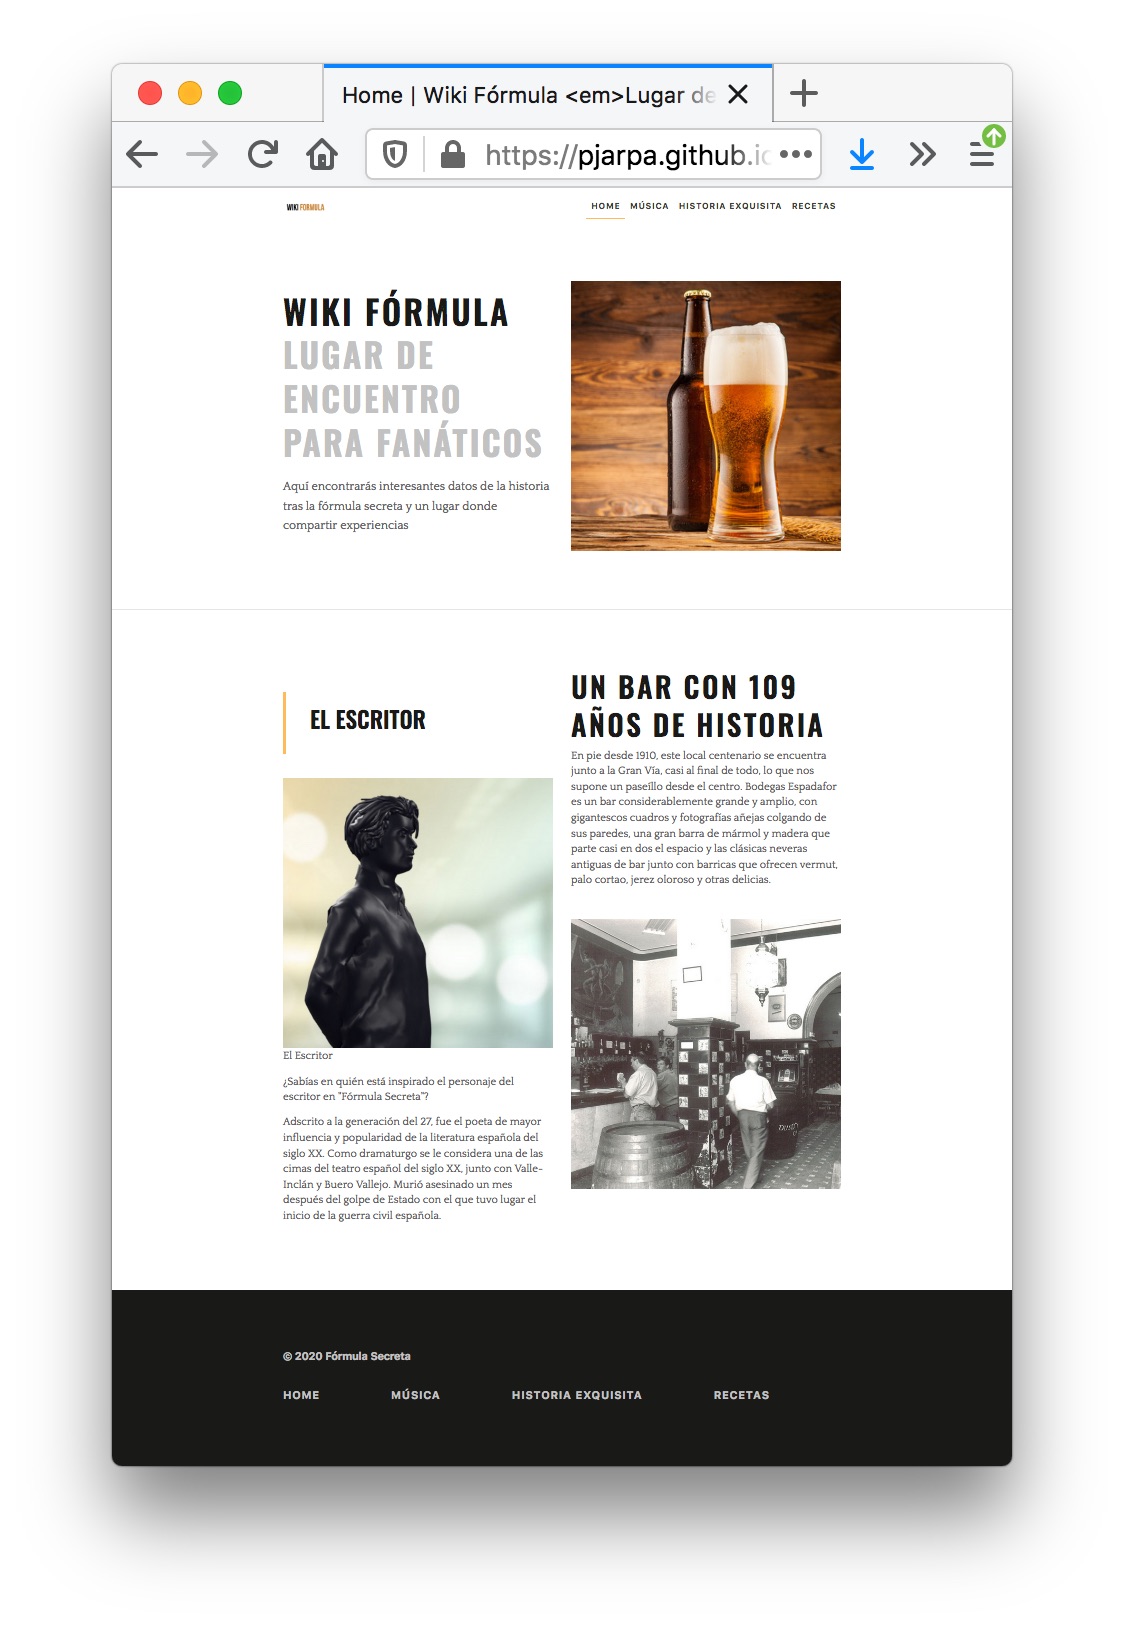 Home | Wiki Fórmula <em>Lugar de
https://pjarpa.github.io
WIKI FORMULA
HOME MÚSICA HISTORIA EXQUISITA RECETAS
WIKI FÓRMULA
LUGAR DE
ENCUENTRO
PARA FANÁTICOS
Aquí encontrarás interesantes datos de la historia
tras la fórmula secreta y un lugar donde
compartir experiencias
EL ESCRITOR
El Escritor
¿Sabías en quién está inspirado el personaje del
escritor en "Fórmula Secreta"?
Adscrito a la generación del 27, fue el poeta de mayor
influencia y popularidad de la literatura española del
siglo XX. Como dramaturgo se le considera una de las
cimas del teatro español del siglo XX, junto con Valle-
Inclán y Buero Vallejo. Murió asesinado un mes
después del golpe de Estado con el que tuvo lugar el
inicio de la guerra civil española.
UN BAR CON 109
AÑOS DE HISTORIA
En pie desde 1910, este local centenario se encuentra
junto a la Gran Vía, casi al final de todo, lo que nos
supone un paseíllo desde el centro. Bodegas Espadafor
es un bar considerablemente grande y amplio, con
gigantescos cuadros y fotografías añejas colgando de
sus paredes, una gran barra de mármol y madera que
parte casi en dos el espacio y las clásicas neveras
antiguas de bar junto con barricas que ofrecen vermut,
palo cortao, jerez oloroso y otras delicias.
© 2020 Fórmula Secreta
HOME MÚSICA HISTORIA EXQUISITA RECETAS